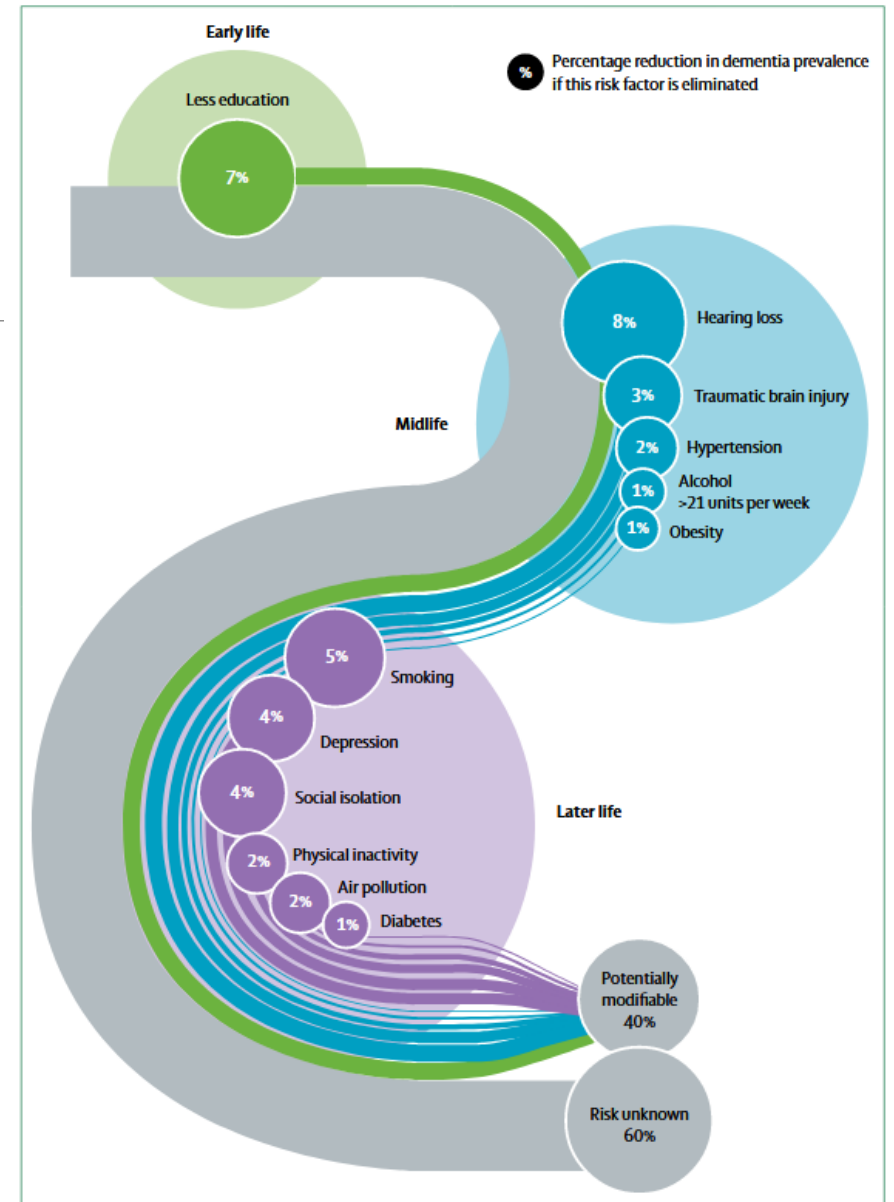 Early life
%
Percentage reduction in dementia prevalence
if this risk factor is eliminated
Less education
7%
8%
Hearing loss
3%
Traumatic brain injury
Midlife
2%
Hypertension
1%
Alcohol
>21 units per week
1%
Obesity
5%
Smoking
4%
Depression
4%
Social isolation
Later life
2%
Physical inactivity
2%
Air pollution
1%
Diabetes
Potentially
modifiable
40%
Risk unknown
60%